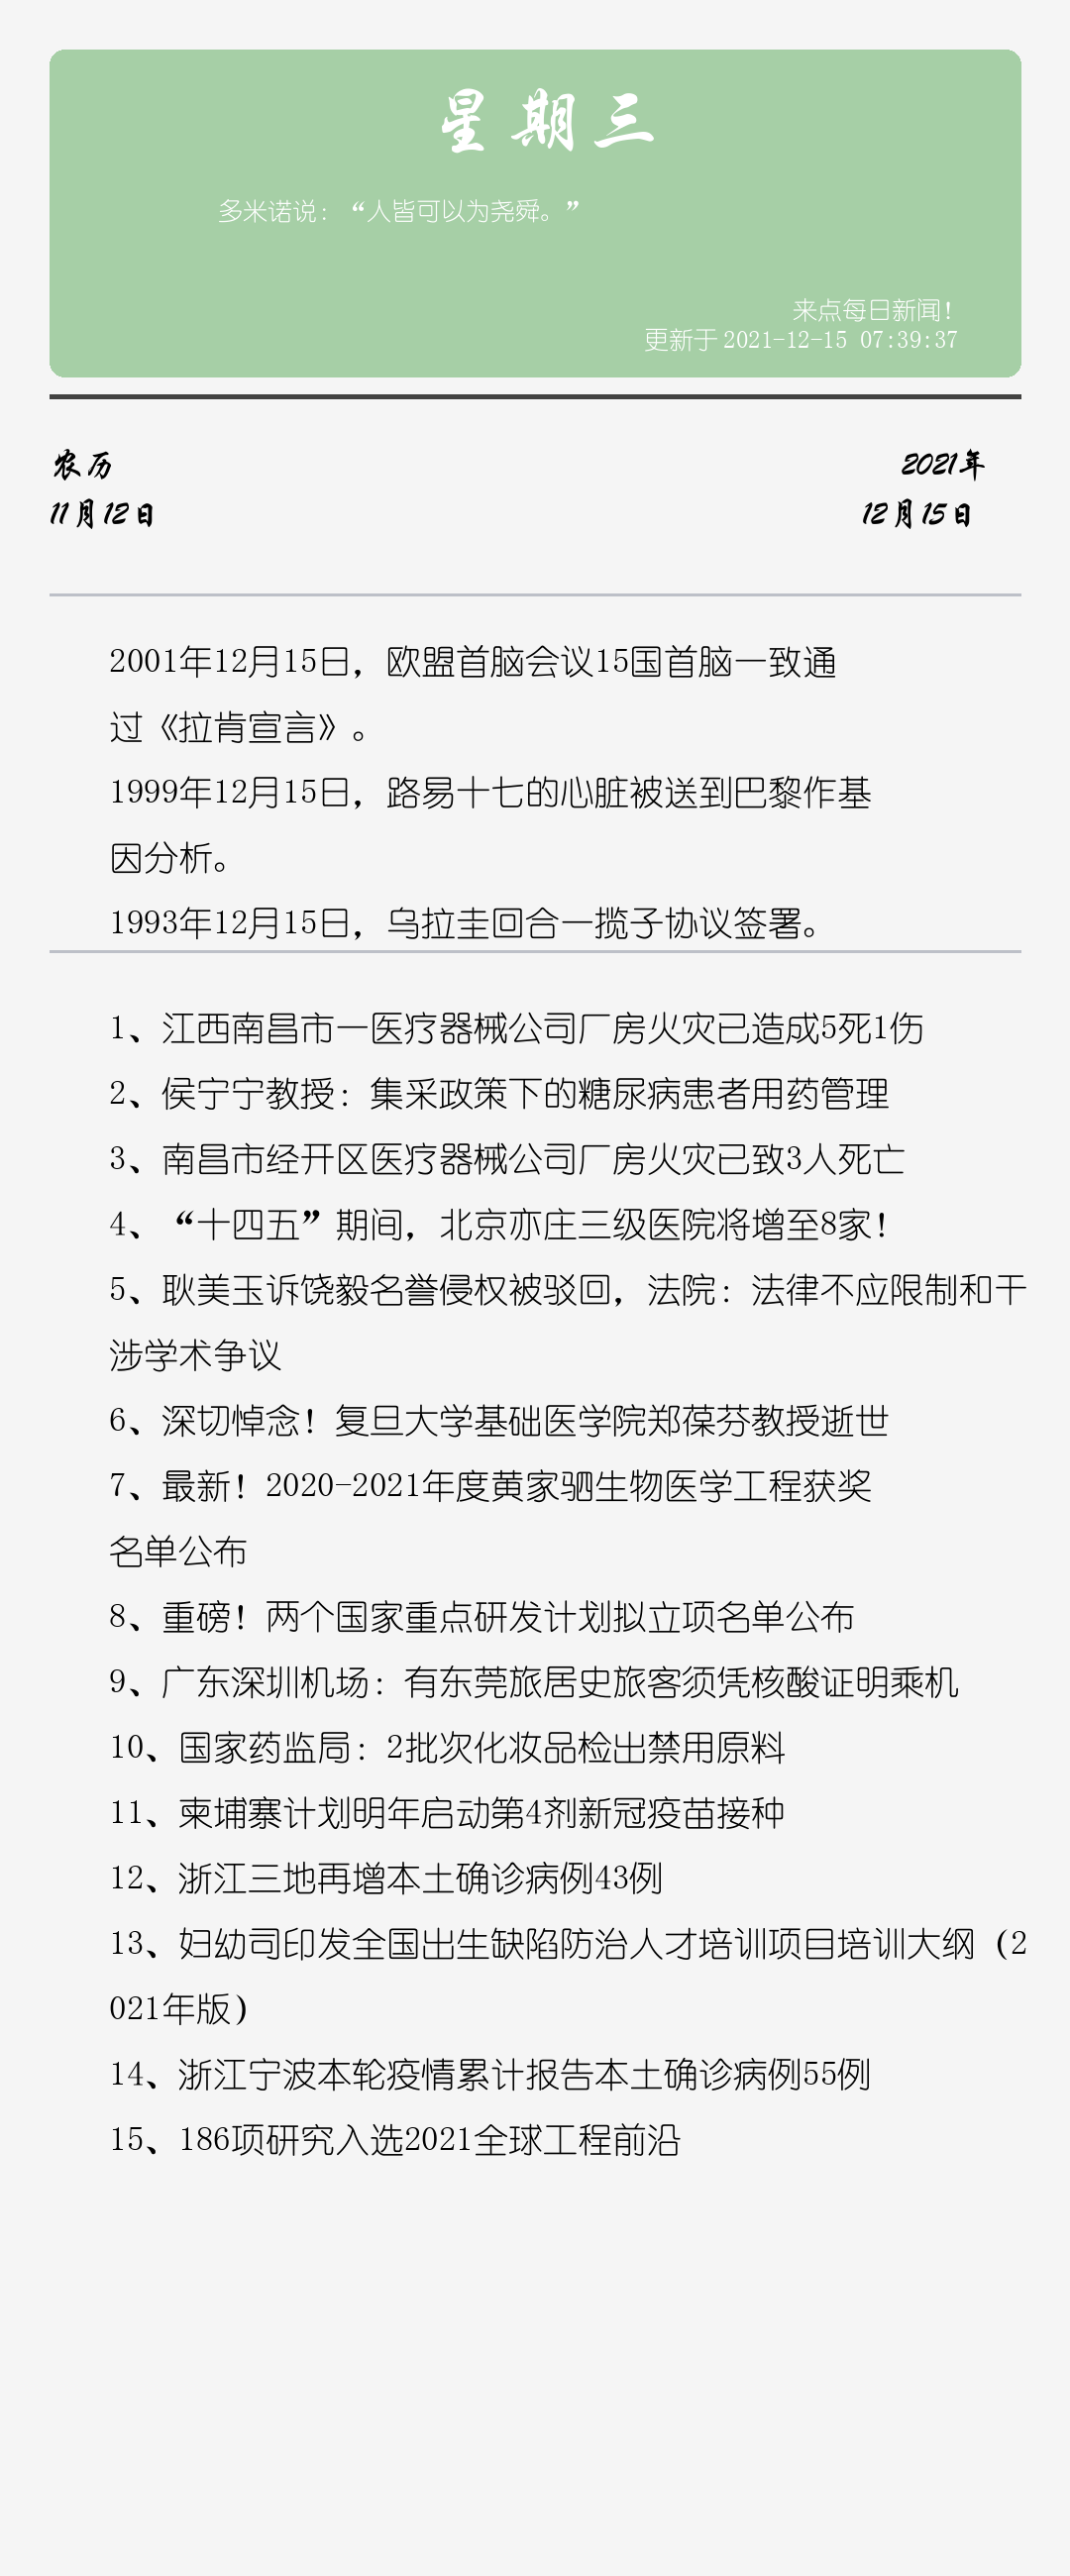 星期三
多米诺说：“人皆可以为尧舜。”
来点每日新闻！
更新于2021-12-15 07:39:37
农历
2021年
11月12日
12月15日
2001年12月15日，欧盟首脑会议15国首脑一致通
过《拉肯宣言》。
1999年12月15日，路易十七的心脏被送到巴黎作基
因分析。
1993年12月15日，乌拉圭回合一揽子协议签署。
1、江西南昌市一医疗器械公司厂房火灾已造成5死1伤
2、侯宁宁教授：集采政策下的糖尿病患者用药管理
3、南昌市经开区医疗器械公司厂房火灾已致3人死亡
4、“十四五”期间，北京亦庄三级医院将增至8家！
5、耿美玉诉饶毅名誉侵权被驳回，法院：法律不应限制和干
涉学术争议
6、深切悼念！复旦大学基础医学院郑葆芬教授逝世
7、最新！2020-2021年度黄家驷生物医学工程获奖
名单公布
8、重磅！两个国家重点研发计划拟立项名单公布
9、广东深圳机场：有东莞旅居史旅客须凭核酸证明乘机
10、国家药监局：2批次化妆品检出禁用原料
11、柬埔寨计划明年启动第4剂新冠疫苗接种
12、浙江三地再增本土确诊病例43例
13、妇幼司印发全国出生缺陷防治人才培训项目培训大纲（2
021年版）
14、浙江宁波本轮疫情累计报告本土确诊病例55例
15、186项研究入选2021全球工程前沿